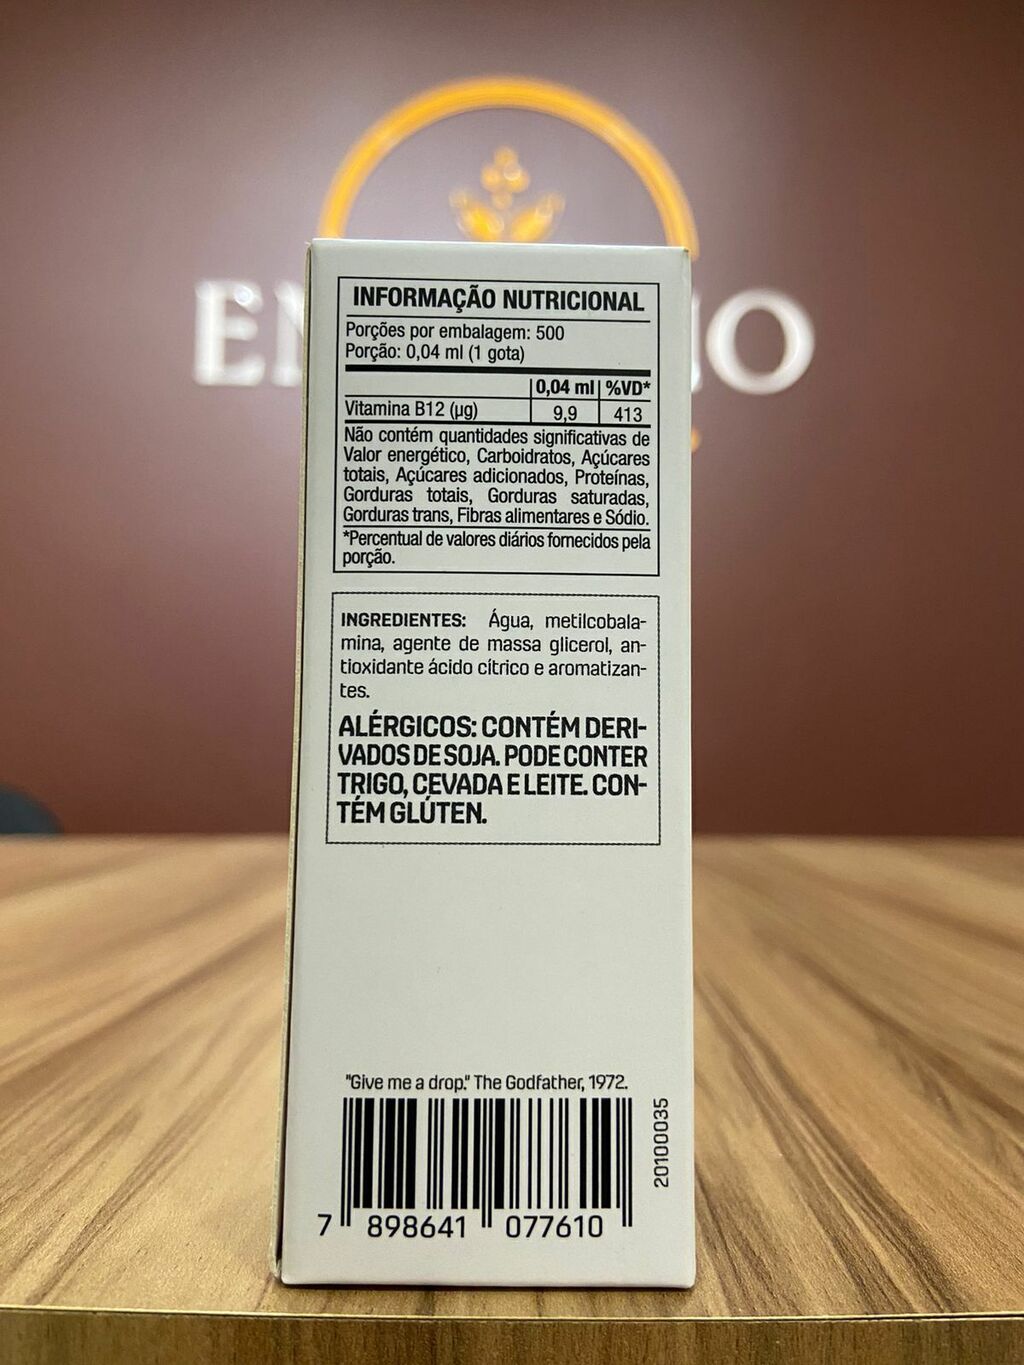 INFORMAÇÃO NUTRICIONAL
Porções por embalagem: 500
Porção: 0,04 ml (1 gota)
0,04 ml %VD*
Vitamina B12 (µg) 9,9 413
Não contém quantidades significativas de
Valor energético, Carboidratos, Açúcares
totais, Açúcares adicionados, Proteínas,
Gorduras totais, Gorduras saturadas,
Gorduras trans, Fibras alimentares e Sódio.
*Percentual de valores diários fornecidos pela
porção.
INGREDIENTES: Água, metilcobala-
mina, agente de massa glicerol, an-
tioxidante ácido cítrico e aromatizan-
tes.
ALÉRGICOS: CONTÉM DERI-
VADOS DE SOJA. PODE CONTER
TRIGO, CEVADA E LEITE. CON-
TÉM GLÚTEN.
"Give me a drop." The Godfather, 1972.
20100035
7 898641 077610